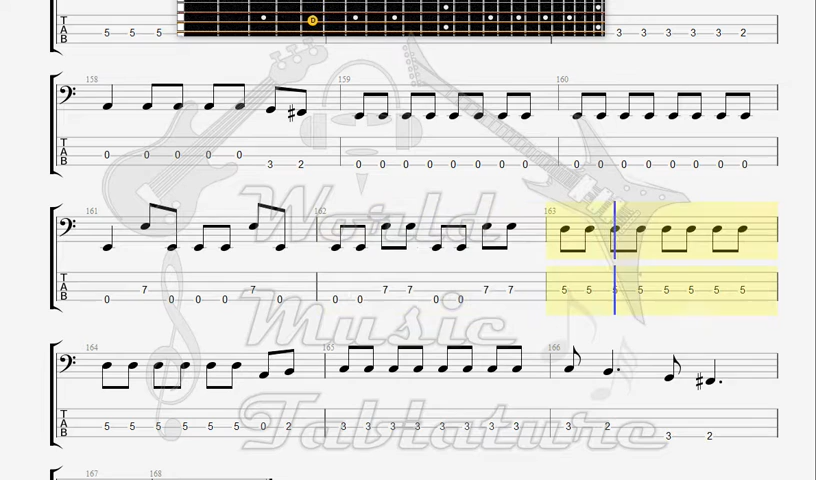 T A B 5 5 5 3 3 3 3 3 2
D
158 159 160
T A B 0 0 0 0 0 3 2 0 0 0 0 0 0 0 0 0 0 0 0 0 0 0 0
World
161 162 163
T A B 0 7 0 0 0 7 0 0 0 7 7 0 0 7 7 5 5 5 5 5 5 5 5
Music
164 165 166
T A B 5 5 5 5 5 5 0 2 3 3 3 3 3 3 3 3 3 2 3 2
Tablature
167 168